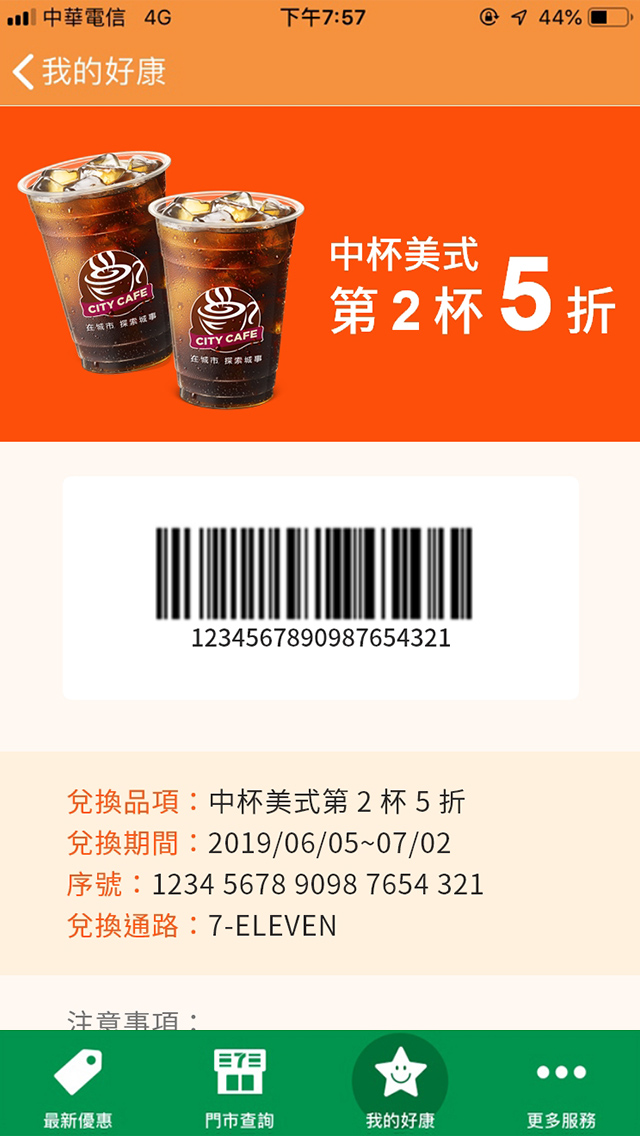 中華電信 4G 下午7:57 44%
我的好康
中杯美式
第2杯5折
CITY CAFE
在城市 探索城事
CITY CAFE
在城市 探索城事
1234567890987654321
兌換品項：中杯美式第 2 杯 5 折
兌換期間：2019/06/05~07/02
序號：1234 5678 9098 7654 321
兌換通路：7-ELEVEN
注意事項：
7
最新優惠 門市查詢 我的好康 更多服務